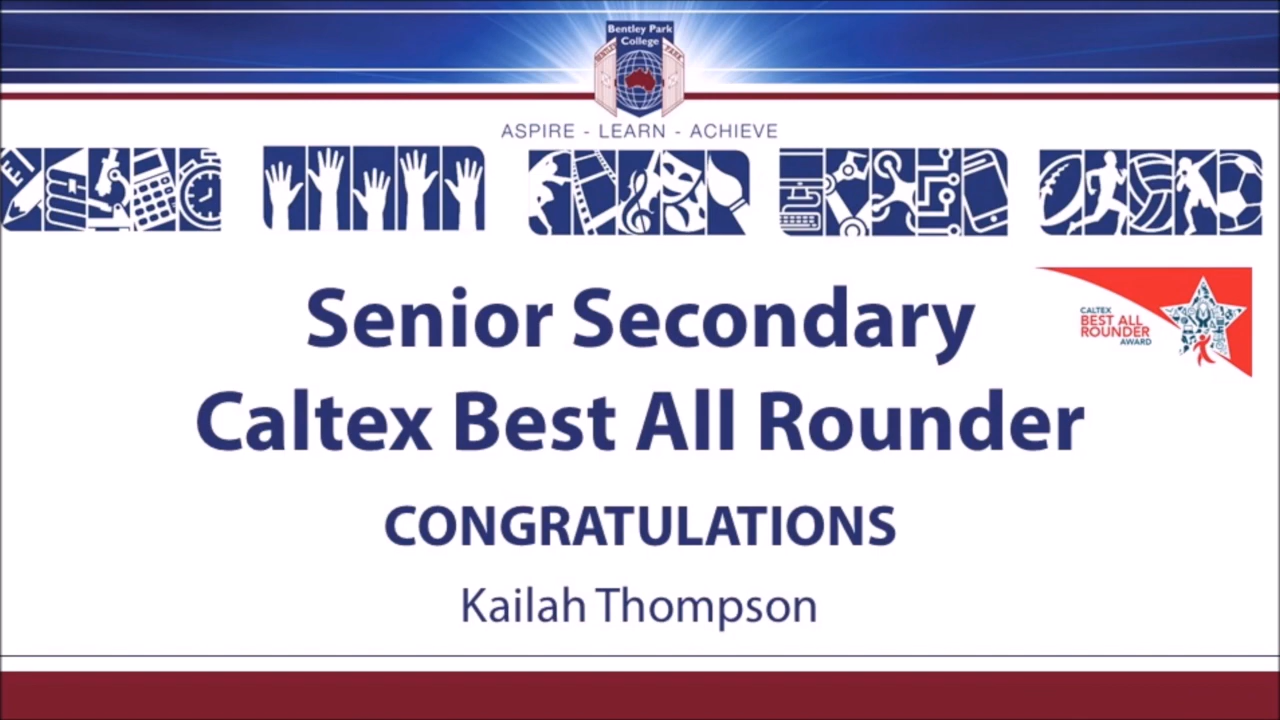 Bentley Park
College
ASPIRE - LEARN - ACHIEVE
Senior Secondary
CALTEX
BEST ALL
ROUNDER
AWARD
Caltex Best All Rounder
CONGRATULATIONS
Kailah Thompson